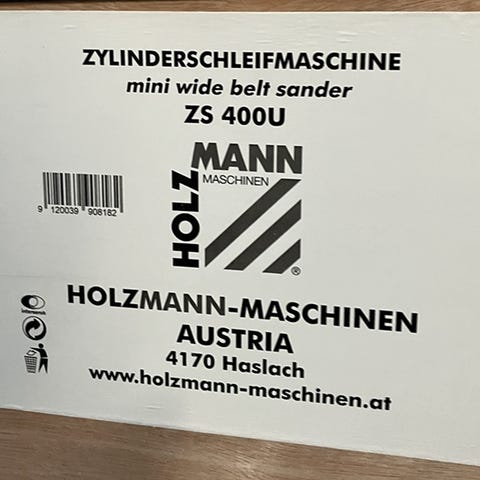 ZYLINDERSCHLEIFMASCHINE
mini wide belt sander
ZS 400U
HOLZ
MANN
MASCHINEN
®
9 120039 908182
interseroh
HOLZMANN-MASCHINEN
AUSTRIA
4170 Haslach
www.holzmann-maschinen.at